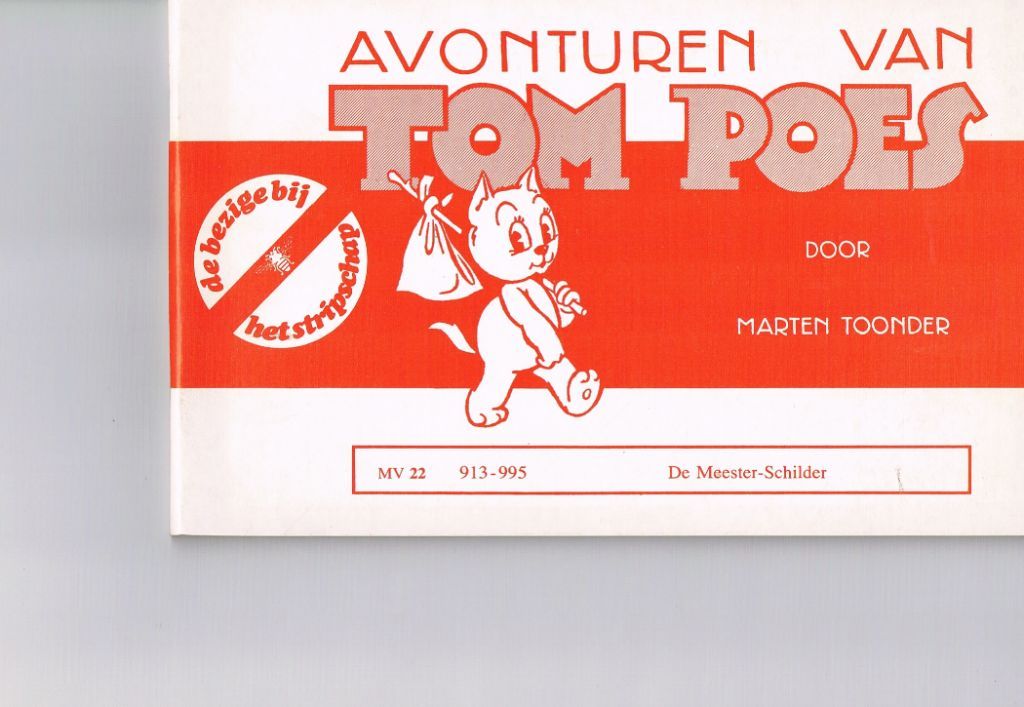 AVONTUREN VAN
TOM POES
de bezige bij
het stripschap
DOOR
MARTEN TOONDER
MV 22 913-995 De Meester-Schilder